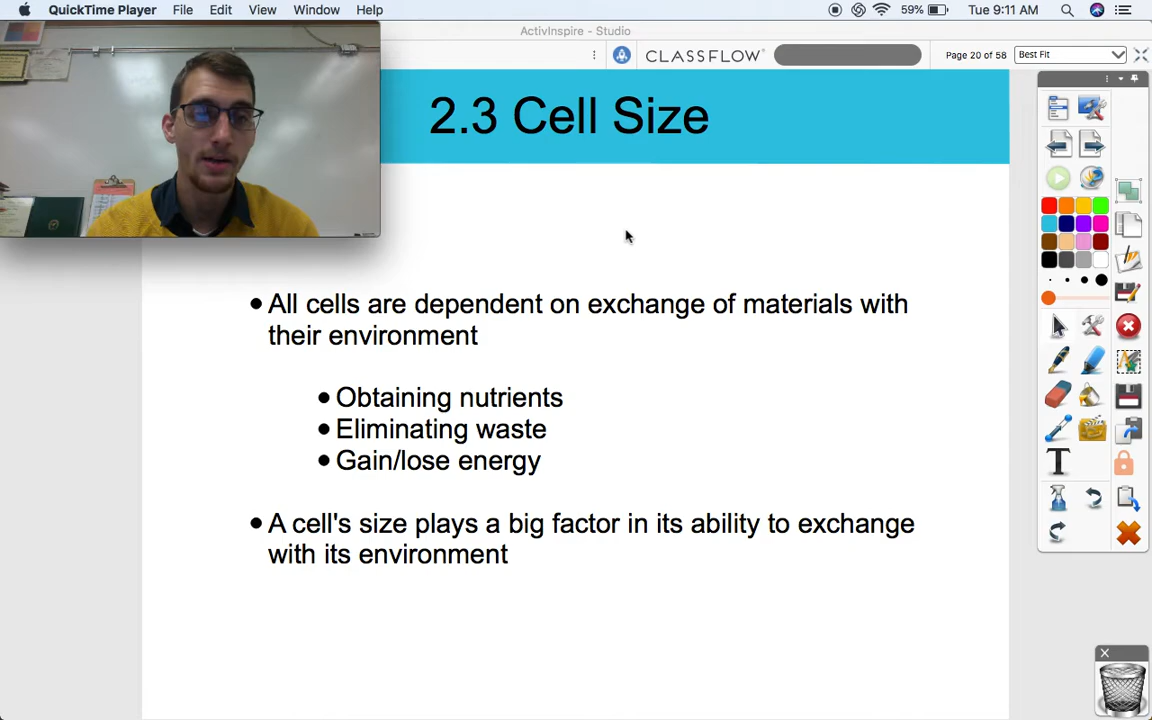 QuickTime Player File Edit View Window Help 59% Tue 9:11 AM
ActivInspire - Studio
CLASSFLOW Page 20 of 58 Best Fit
2.3 Cell Size
• All cells are dependent on exchange of materials with
their environment
• Obtaining nutrients
• Eliminating waste
• Gain/lose energy
• A cell's size plays a big factor in its ability to exchange
with its environment
T